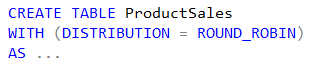 CREATE TABLE ProductSales
WITH (DISTRIBUTION = ROUND_ROBIN)
AS ...